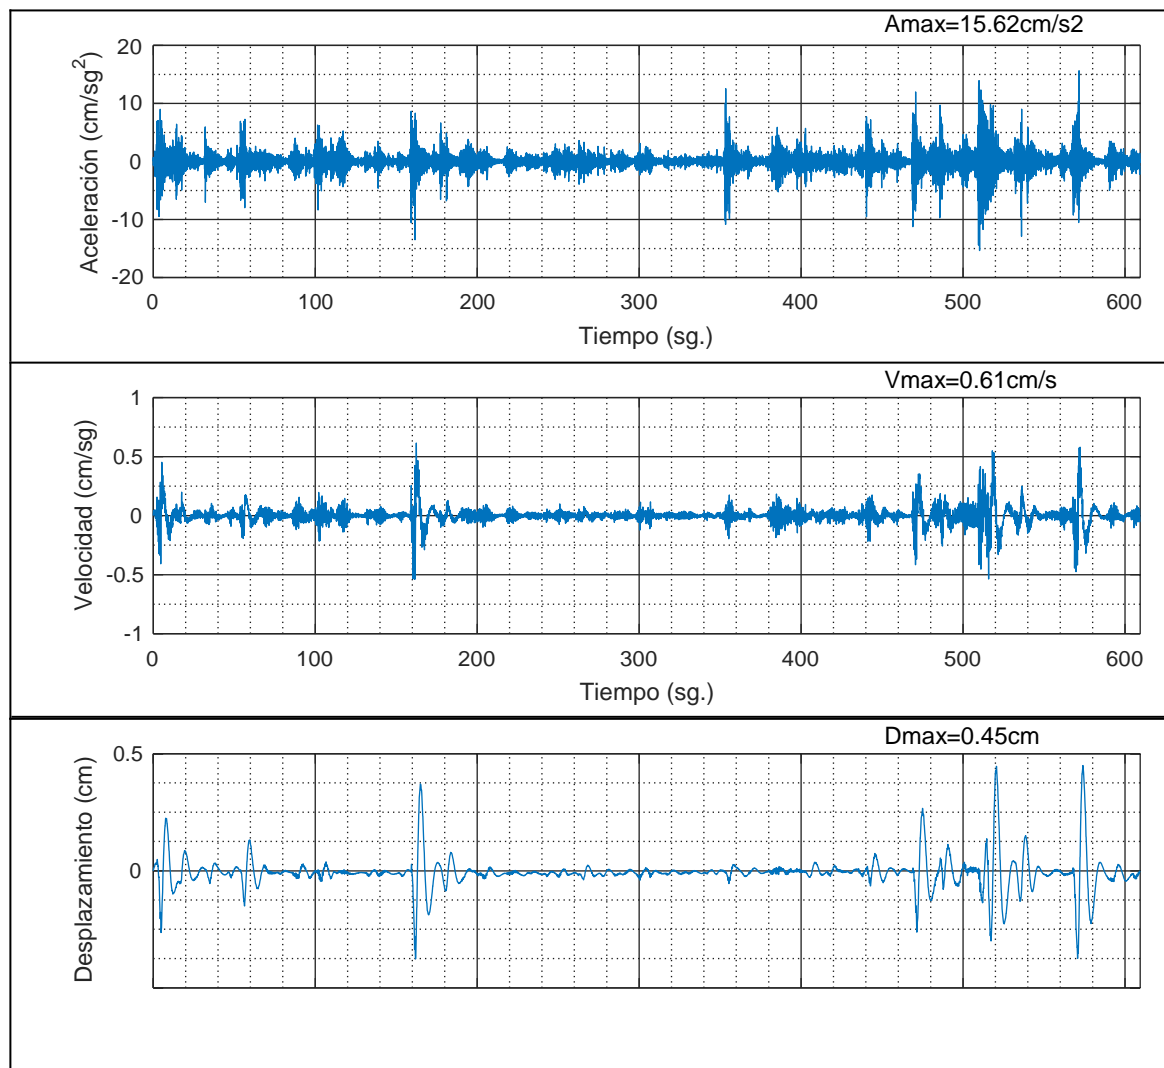 Amax=15.62cm/s2
20
10
0
-10
-20
Aceleración (cm/sg2)
0 100 200 300 400 500 600
Tiempo (sg.)
Vmax=0.61cm/s
1
0.5
0
-0.5
-1
Velocidad (cm/sg)
0 100 200 300 400 500 600
Tiempo (sg.)
Dmax=0.45cm
0.5
0
Desplazamiento (cm)